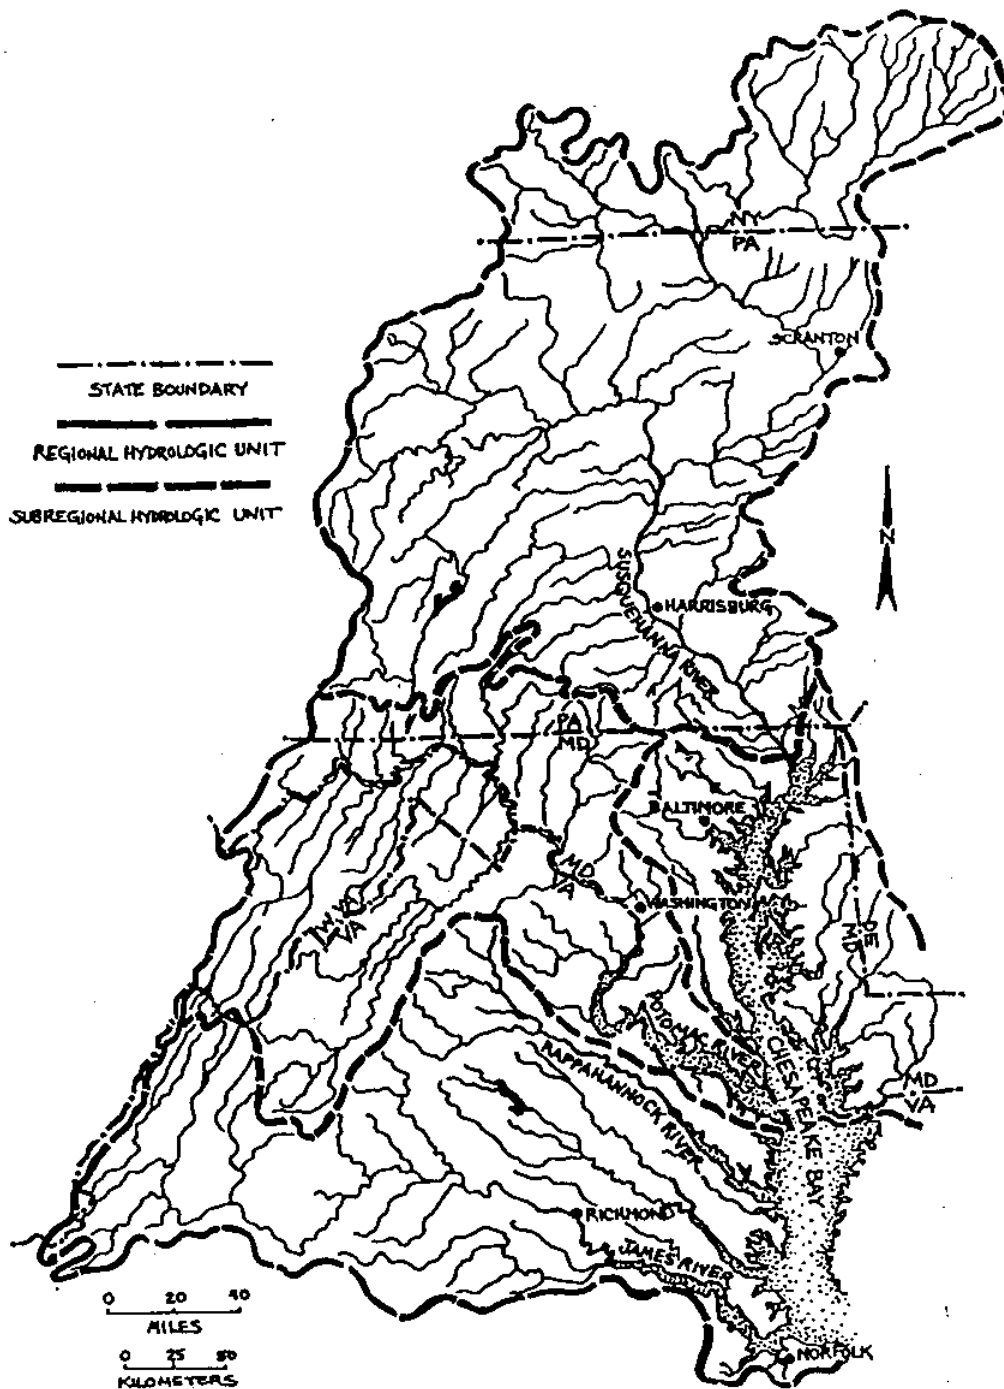 NY
PA
SCRANTON
STATE BOUNDARY
REGIONAL HYDROLOGIC UNIT
SUBREGIONAL HYDROLOGIC UNIT
N
SUSQUEHANNA RIVER
HARRISBURG
PA
MD
BALTIMORE
MD
VA
WASHINGTON
W.VA
VA
DE
MD
POTOMAC RIVER
CHESAPEAKE BAY
RAPPAHANNOCK RIVER
MD
VA
RICHMOND
JAMES RIVER
0 20 40
MILES
0 25 50
KILOMETERS
NORFOLK